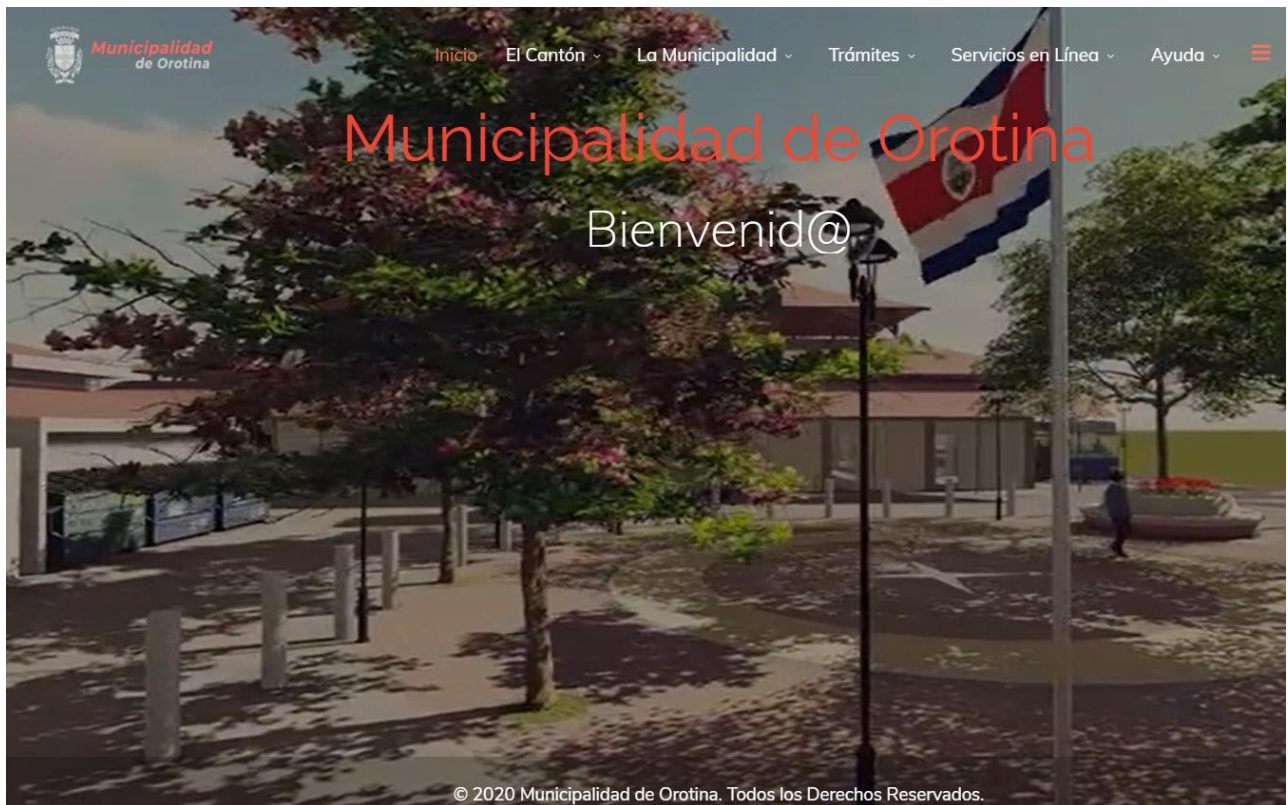 Municipalidad
de Orotina
Inicio El Cantón La Municipalidad Trámites Servicios en Línea Ayuda
Municipalidad de Orotina
Bienvenid@
© 2020 Municipalidad de Orotina. Todos los Derechos Reservados.